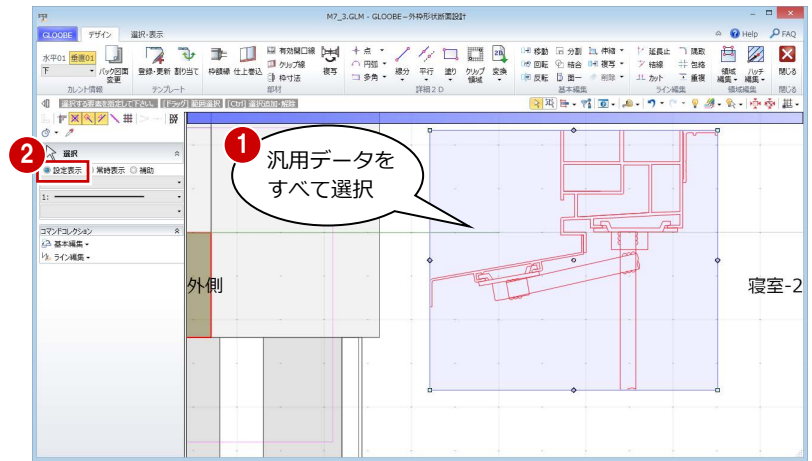 M7_3.GLM - GLOOBE－外枠形状断面設計
GLOOBE デザイン 選択・表示 Help FAQ
水平01 垂直01
下
バック図面変更
登録・更新 割り当て
枠額縁 仕上巻込
有効開口線
クリップ線
枠寸法
複写
点
円弧
多角
線分 平行 塗り クリップ領域 変換
移動 分割 伸縮
回転 結合 複写
反転 面一 削除
延長止 隅取
結線 包絡
カット 重複
領域編集 ハッチ編集
閉じる
カレント情報 テンプレート 部材 詳細2D 基本編集 ライン編集 領域編集 閉じる
選択する要素を指定して下さい。 [ドラッグ] 範囲選択 [Ctrl] 選択追加・解除
選択
設定表示 常時表示 補助
1:
コマンドコレクション
基本編集
ライン編集
1
汎用データを
すべて選択
2
外側
寝室-2